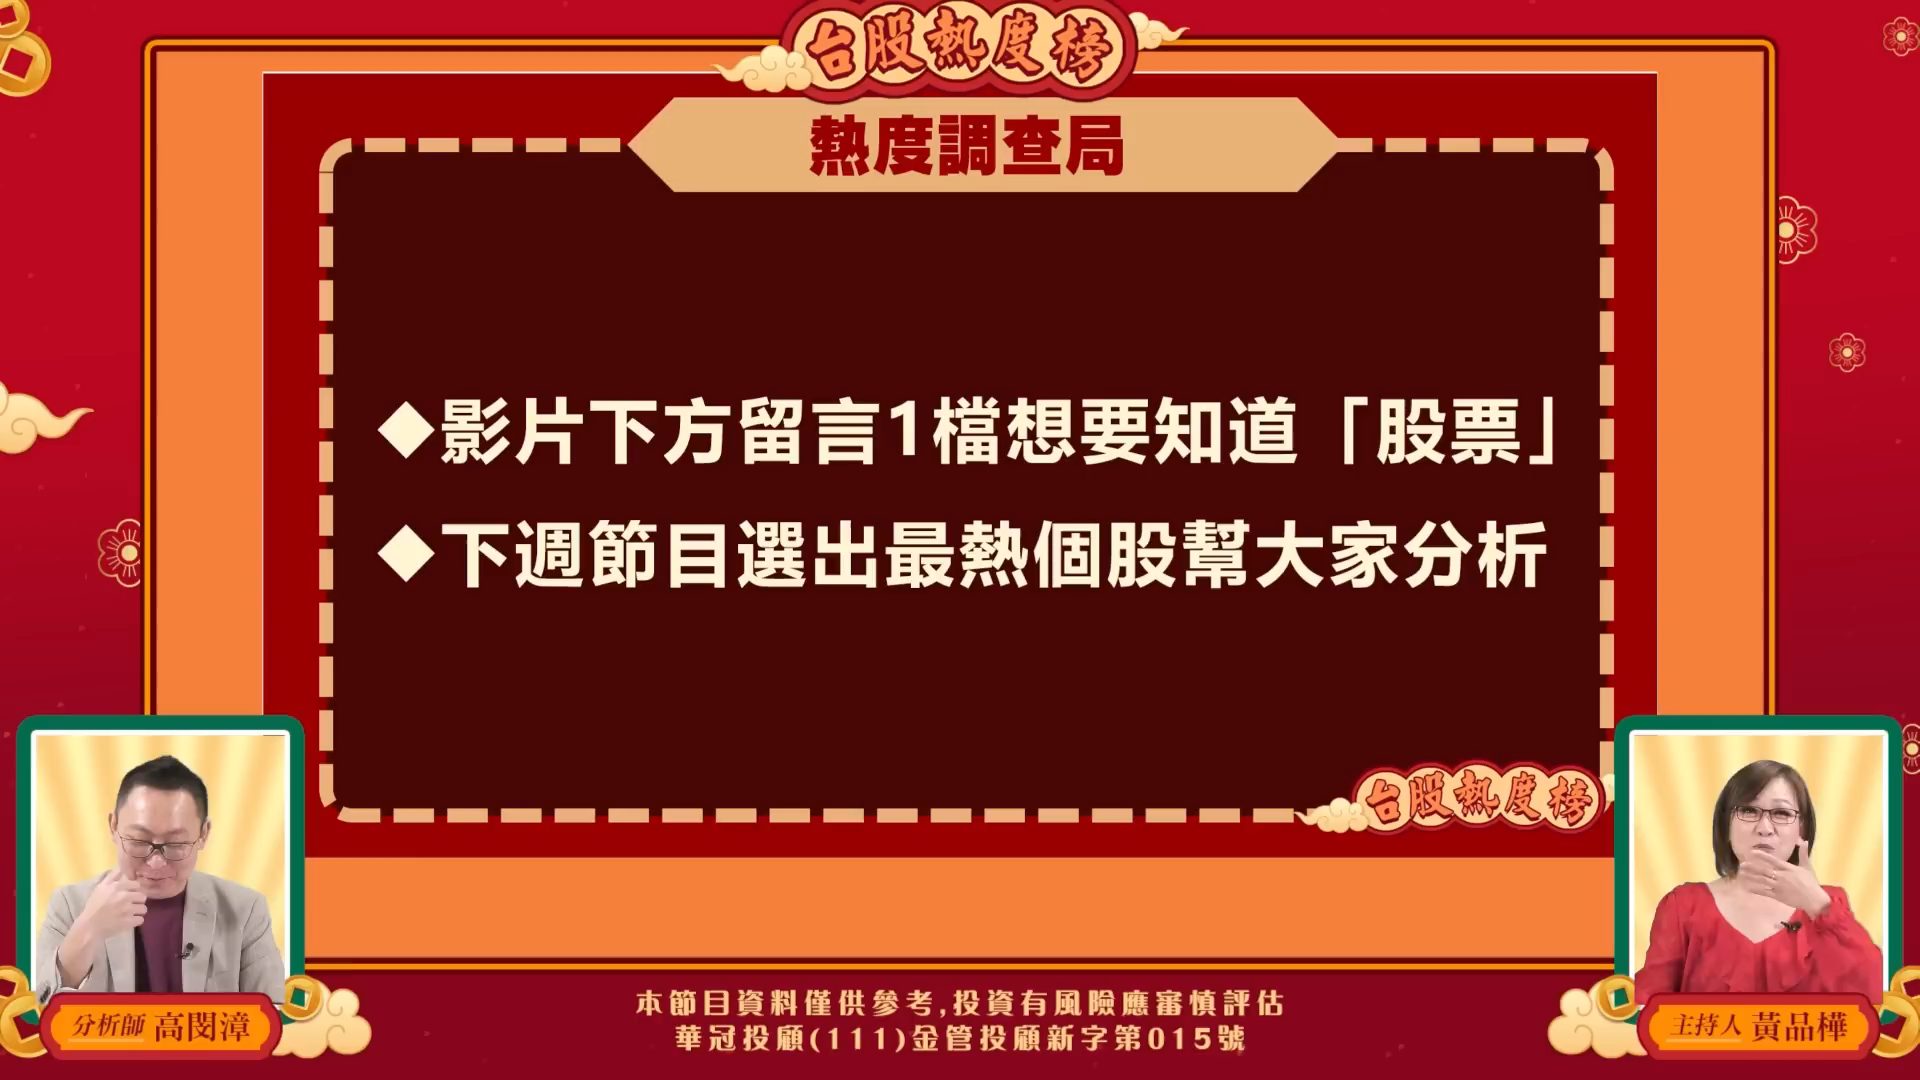 台股熱度榜
熱度調查局
◆影片下方留言1檔想要知道「股票」
◆下週節目選出最熱個股幫大家分析
台股熱度榜
分析師 高閔漳
主持人 黃品樺
本節目資料僅供參考,投資有風險應審慎評估
華冠投顧(111)金管投顧新字第015號